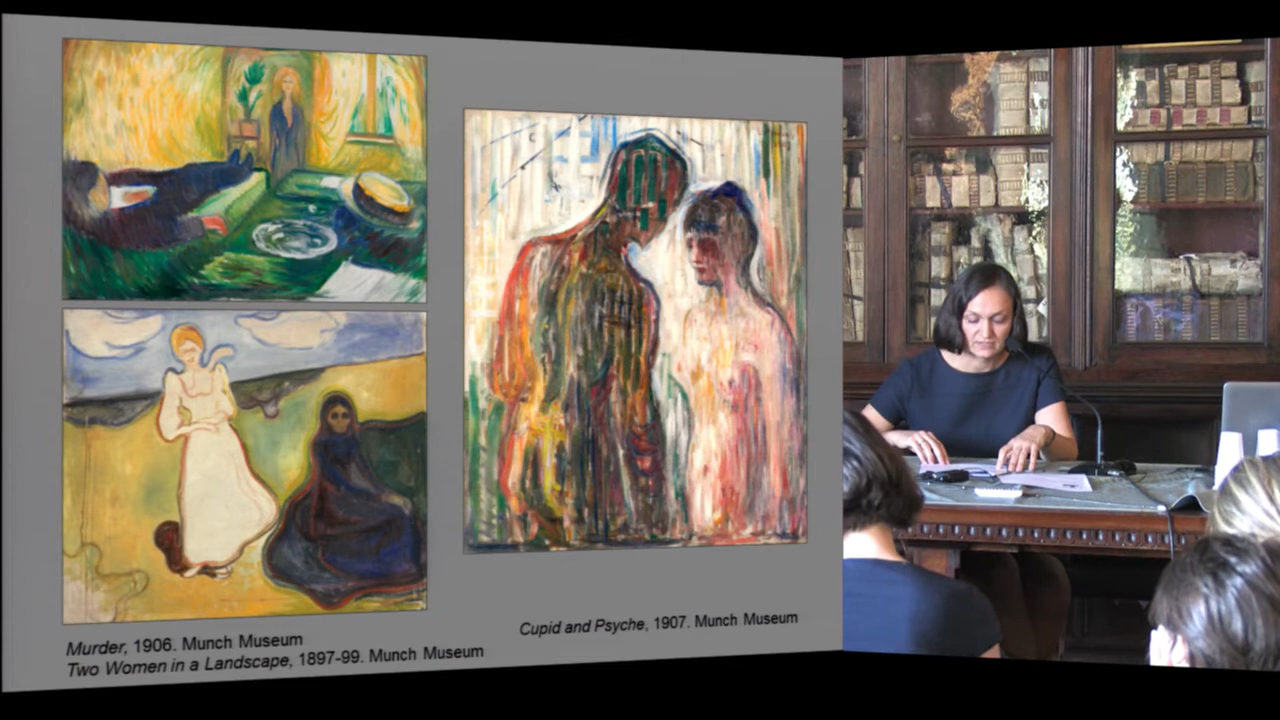 Murder, 1906. Munch Museum
Two Women in a Landscape, 1897-99. Munch Museum
Cupid and Psyche, 1907. Munch Museum